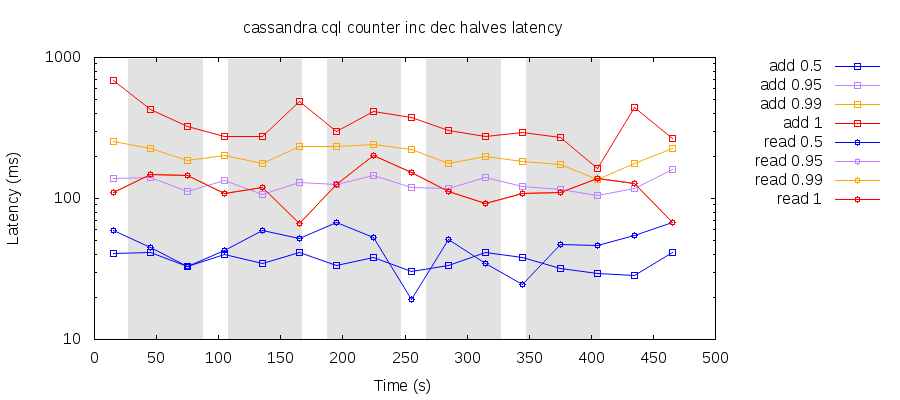 cassandra cql counter inc dec halves latency
1000
100
10
Latency (ms)
0 50 100 150 200 250 300 350 400 450 500
Time (s)
add 0.5
add 0.95
add 0.99
add 1
read 0.5
read 0.95
read 0.99
read 1